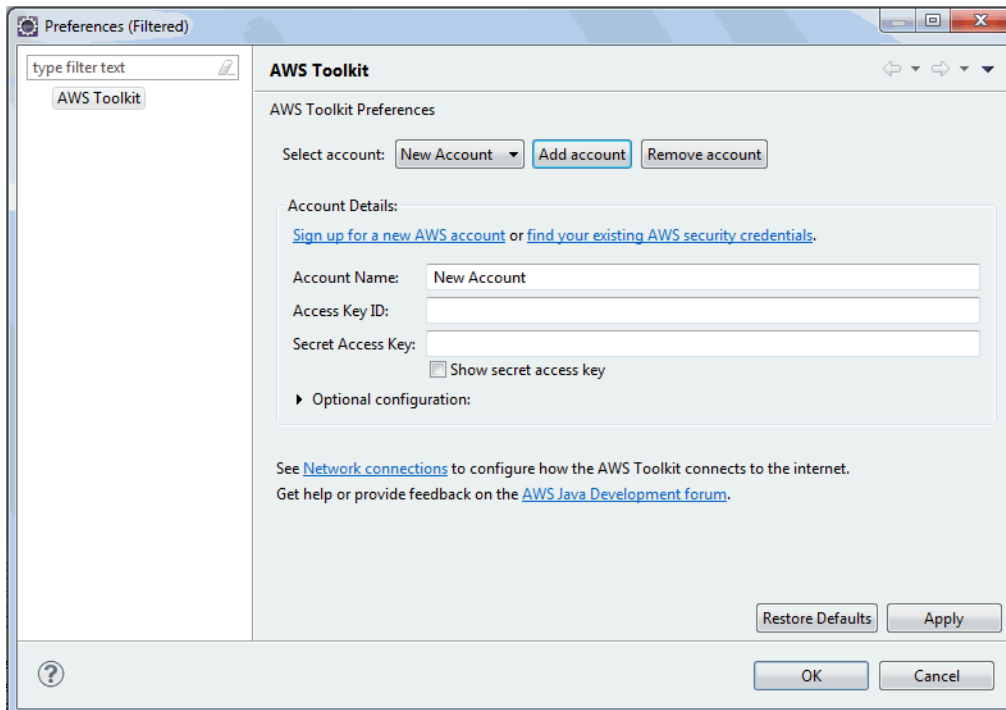 Preferences (Filtered)
type filter text
AWS Toolkit
AWS Toolkit
AWS Toolkit Preferences
Select account: New Account Add account Remove account
Account Details:
Sign up for a new AWS account or find your existing AWS security credentials.
Account Name: New Account
Access Key ID:
Secret Access Key:
Show secret access key
Optional configuration:
See Network connections to configure how the AWS Toolkit connects to the internet.
Get help or provide feedback on the AWS Java Development forum.
Restore Defaults Apply
? OK Cancel